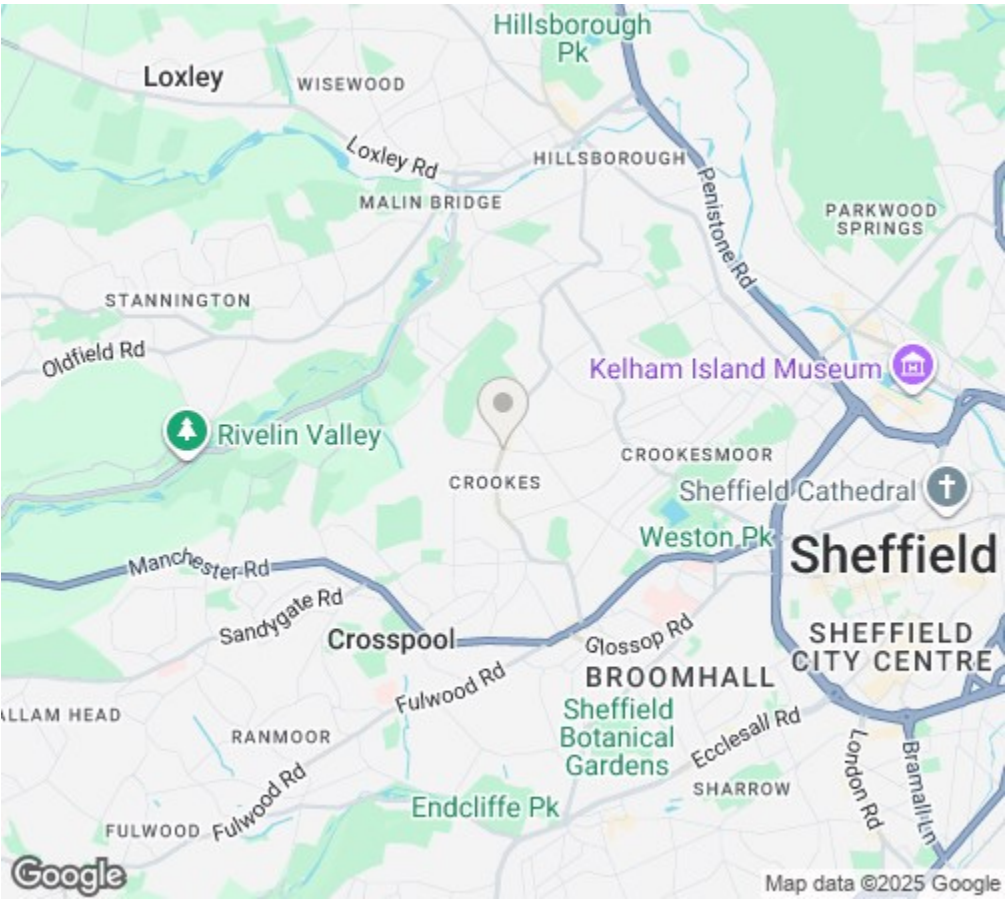 Hillsborough
Pk
Loxley
WISEWOOD
Loxley Rd
HILLSBOROUGH
MALIN BRIDGE
Penistone Rd
PARKWOOD
SPRINGS
STANNINGTON
Oldfield Rd
Kelham Island Museum
Rivelin Valley
CROOKESMOOR
CROOKES
Sheffield Cathedral
Weston Pk
Sheffield
Manchester Rd
Sandygate Rd
Crosspool
Glossop Rd
SHEFFIELD
CITY CENTRE
BROOMHALL
Fulwood Rd
ALLAM HEAD
RANMOOR
Sheffield
Botanical
Gardens
Ecclesall Rd
London Rd
Bramall Ln
SHARROW
Fulwood Rd
Endcliffe Pk
FULWOOD
Google
Map data ©2025 Google